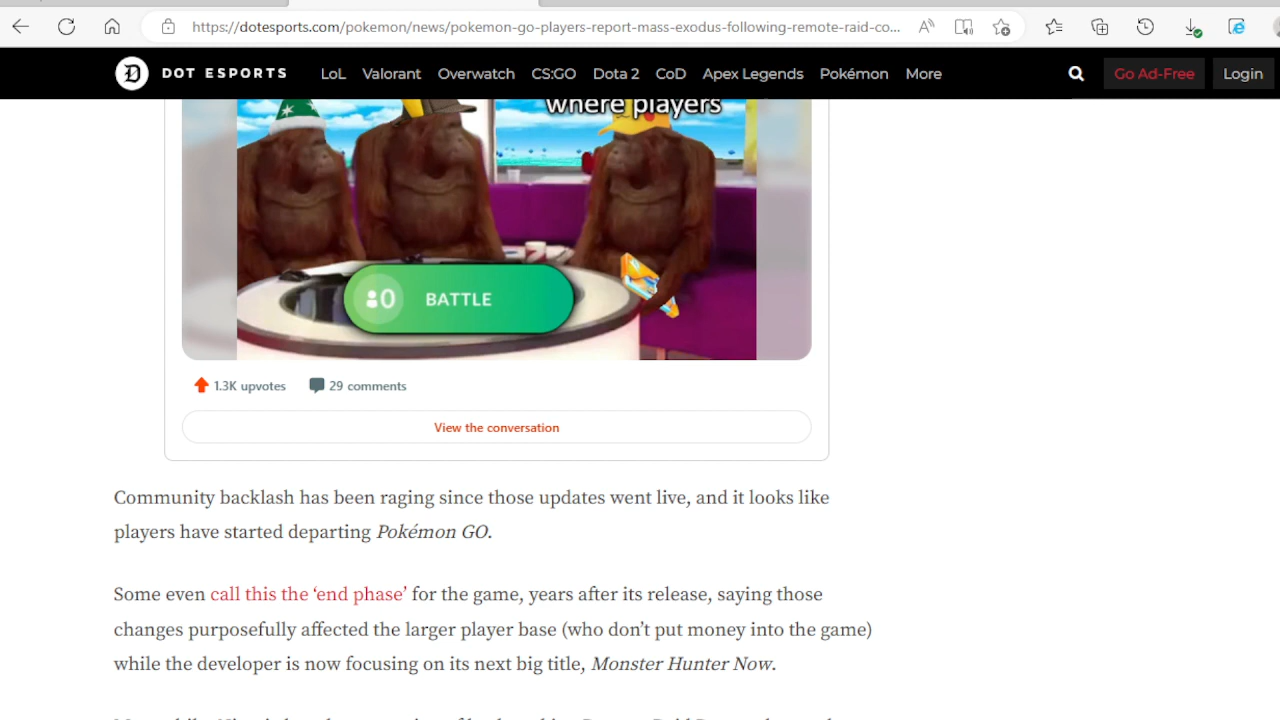 https://dotesports.com/pokemon/news/pokemon-go-players-report-mass-exodus-following-remote-raid-co...
DOT ESPORTS LoL Valorant Overwatch CS:GO Dota 2 CoD Apex Legends Pokémon More Go Ad-Free Login
where players
0 BATTLE
1.3K upvotes 29 comments
View the conversation
Community backlash has been raging since those updates went live, and it looks like
players have started departing Pokémon GO.
Some even call this the ‘end phase’ for the game, years after its release, saying those
changes purposefully affected the larger player base (who don’t put money into the game)
while the developer is now focusing on its next big title, Monster Hunter Now.